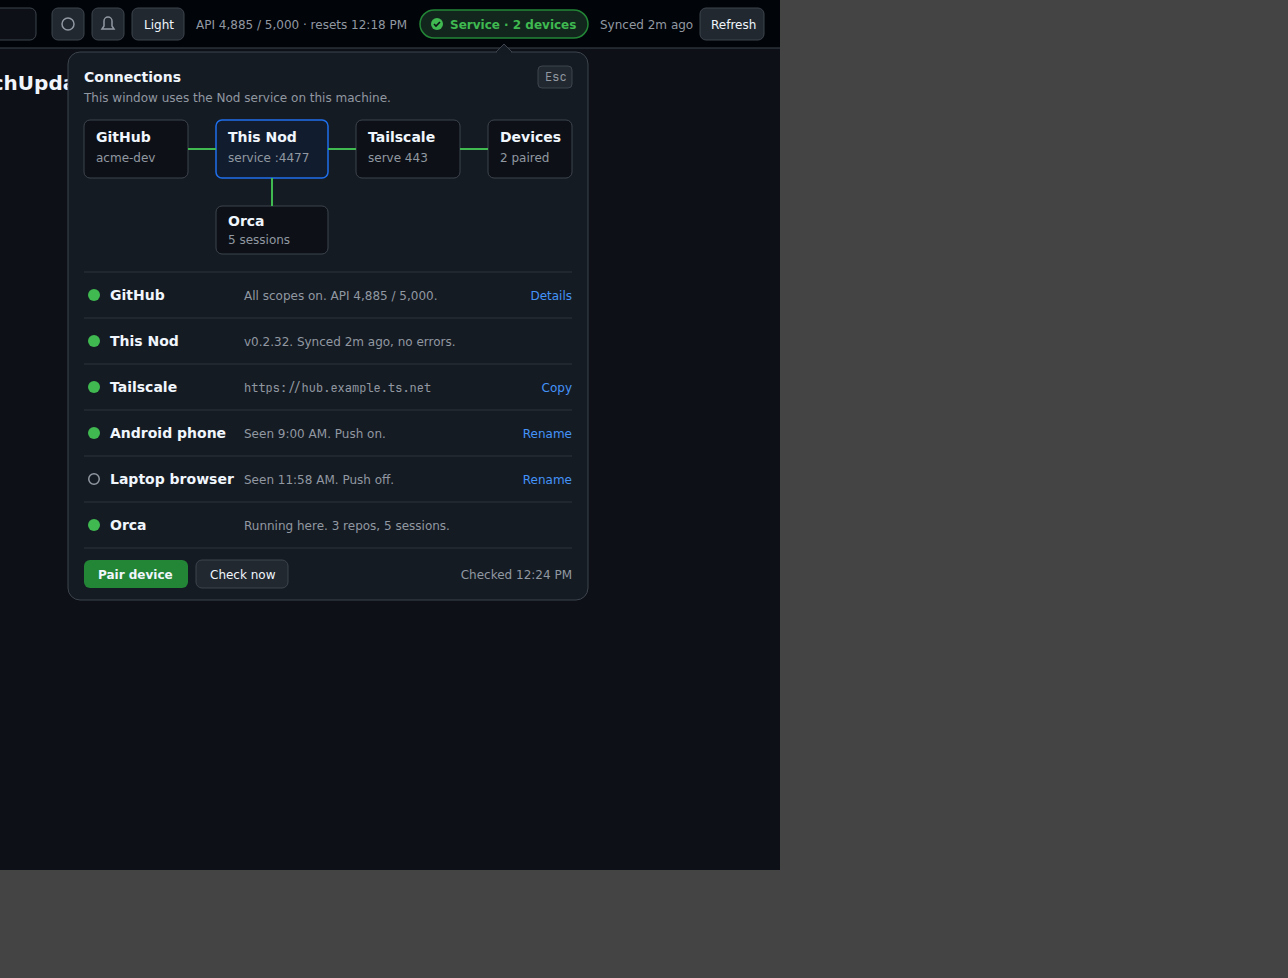 Light
API 4,885 / 5,000 · resets 12:18 PM
Service · 2 devices
Synced 2m ago
Refresh
Connections
Esc
This window uses the Nod service on this machine.
GitHub
acme-dev
This Nod
service :4477
Tailscale
serve 443
Devices
2 paired
Orca
5 sessions
GitHub All scopes on. API 4,885 / 5,000. Details
This Nod v0.2.32. Synced 2m ago, no errors.
Tailscale https://hub.example.ts.net Copy
Android phone Seen 9:00 AM. Push on. Rename
Laptop browser Seen 11:58 AM. Push off. Rename
Orca Running here. 3 repos, 5 sessions.
Pair device Check now Checked 12:24 PM